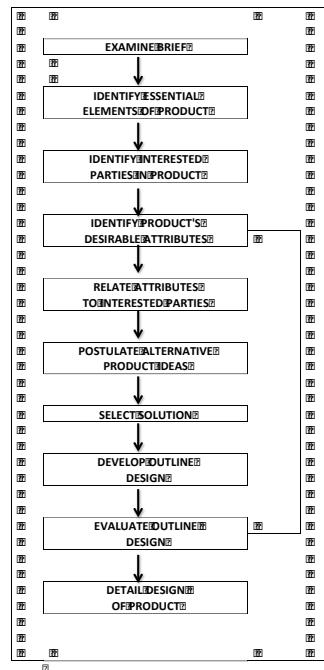 EXAMINE BRIEF
IDENTIFY ESSENTIAL
ELEMENTS OF PRODUCT
IDENTIFY INTERESTED
PARTIES IN PRODUCT
IDENTIFY PRODUCT'S
DESIRABLE ATTRIBUTES
RELATE ATTRIBUTES
TO INTERESTED PARTIES
POSTULATE ALTERNATIVE
PRODUCT IDEAS
SELECT SOLUTION
DEVELOP OUTLINE
DESIGN
EVALUATE OUTLINE
DESIGN
DETAIL DESIGN
OF PRODUCT